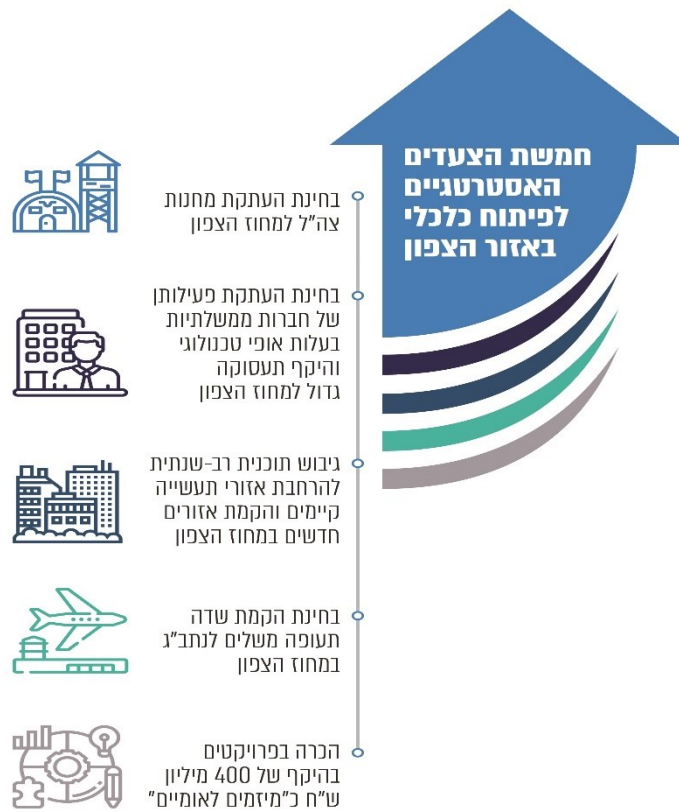 חמשת הצעדים
האסטרטגיים
לפיתוח כלכלי
באזור הצפון
בחינת העתקת מחנות
צה"ל למחוז הצפון
בחינת העתקת פעילותן
של חברות ממשלתיות
בעלות אופי טכנולוגי
והיקף תעסוקה
גדול למחוז הצפון
גיבוש תוכנית רב-שנתית
להרחבת אזורי תעשייה
קיימים והקמת אזורים
חדשים במחוז הצפון
בחינת הקמת שדה
תעופה משלים לנתב"ג
במחוז הצפון
הכרה בפרויקטים
בהיקף של 400 מיליון
ש"ח כ"מיזמים לאומיים"